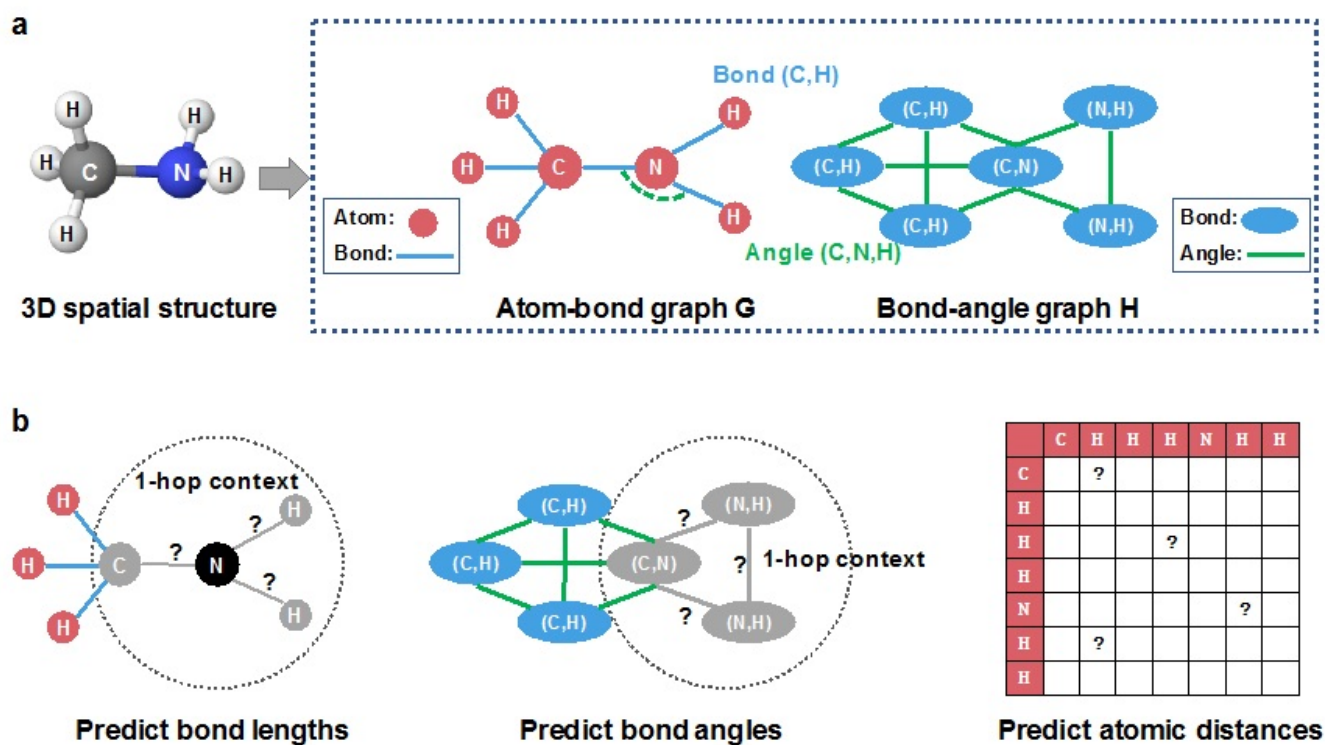 a
H
H
H
C
N
H
H
3D spatial structure
Atom:
Bond:
Bond (C,H)
H
H
H
C
N
H
H
Angle (C,N,H)
Atom-bond graph G
(C,H)
(N,H)
(C,H)
(C,N)
(C,H)
(N,H)
Bond:
Angle:
Bond-angle graph H
b
1-hop context
H
H
?
H
C
?
N
?
H
H
Predict bond lengths
(C,H)
?
(N,H)
(C,H)
(C,N)
?
1-hop context
(C,H)
?
(N,H)
Predict bond angles
C H H H N H H
C ?
H
H ?
H
N ?
H ?
H
Predict atomic distances